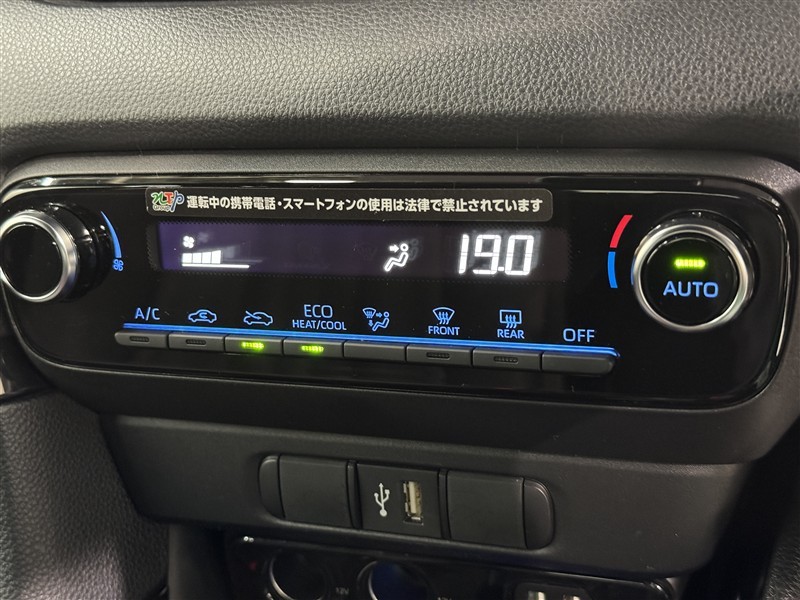 運転中の携帯電話・スマートフォンの使用は法律で禁止されています
19.0
AUTO
A/C
ECO
HEAT/COOL
FRONT
REAR
OFF